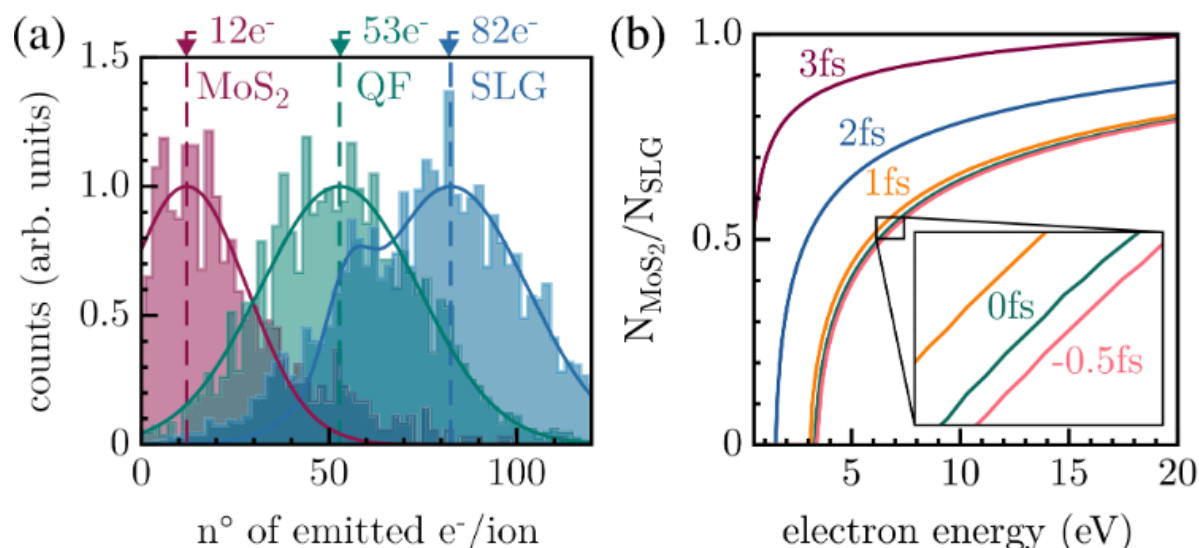 (a)
12e⁻ 53e⁻ 82e⁻
MoS₂ QF SLG
counts (arb. units)
1.5
1.0
0.5
0
0 50 100
n° of emitted e⁻/ion
(b)
N_MoS₂/N_SLG
1.0
0.5
0
3fs
2fs
1fs
0fs
-0.5fs
5 10 15 20
electron energy (eV)